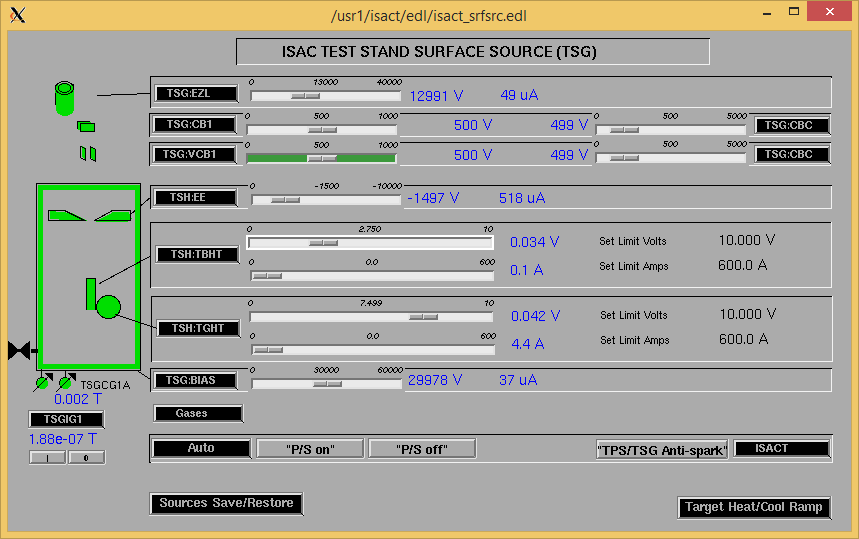 /usr1/isact/edl/isact_srfsrc.edl
ISAC TEST STAND SURFACE SOURCE (TSG)
0 13000 40000
TSG:EZL 12991 V 49 uA
0 500 1000 0 500 5000
TSG:CB1 500 V 499 V TSG:CBC
0 500 1000 0 500 5000
TSG:VCB1 500 V 499 V TSG:CBC
0 -1500 -10000
TSH:EE -1497 V 518 uA
0 2.750 10
0.034 V Set Limit Volts 10.000 V
TSH:TBHT
0 0.0 600
0.1 A Set Limit Amps 600.0 A
0 7.499 10
0.042 V Set Limit Volts 10.000 V
TSH:TGHT
0 0.0 600
4.4 A Set Limit Amps 600.0 A
0 30000 60000
TSG:BIAS 29978 V 37 uA
TSGCG1A
0.002 T
TSGIG1
1.88e-07 T
I 0
Gases
Auto "P/S on" "P/S off" "TPS/TSG Anti-spark" ISACT
Sources Save/Restore
Target Heat/Cool Ramp